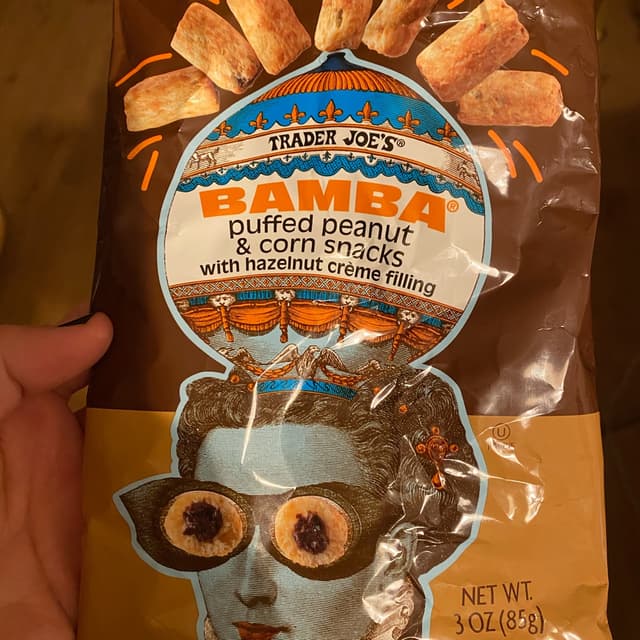 TRADER JOE'S®
BAMBA®
puffed peanut
& corn snacks
with hazelnut crème filling
U
NET WT.
3 OZ (85g)